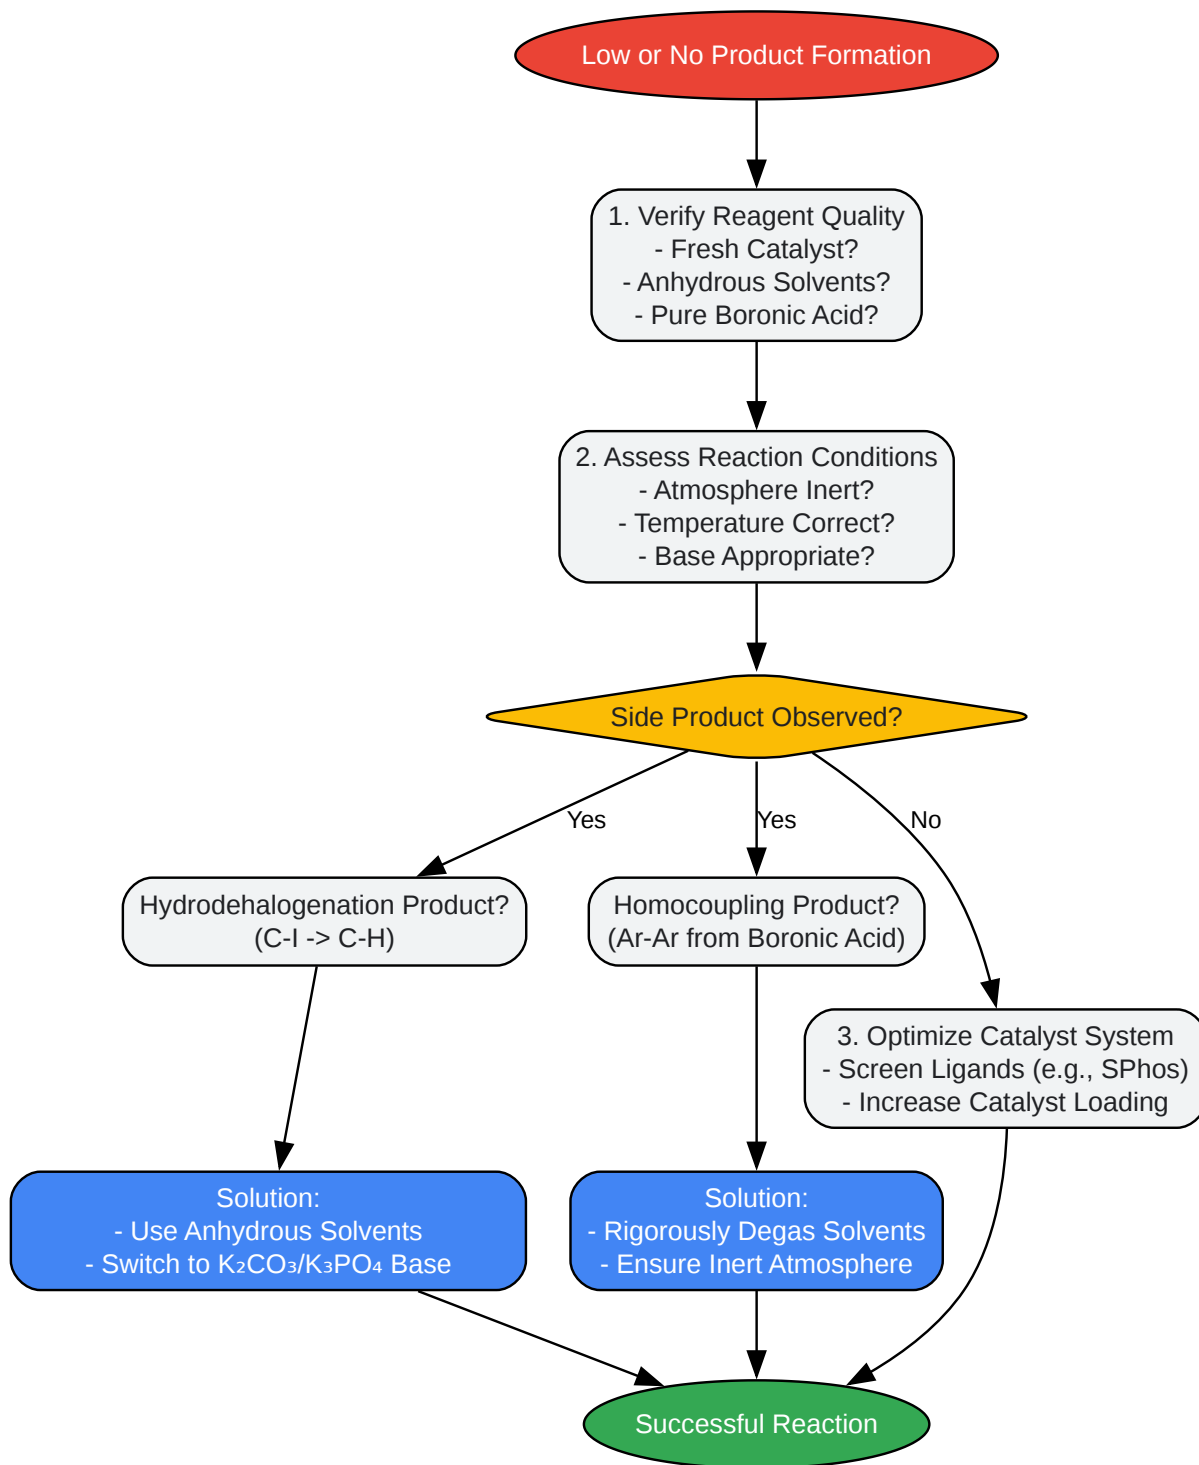 Low or No Product Formation
1. Verify Reagent Quality
- Fresh Catalyst?
- Anhydrous Solvents?
- Pure Boronic Acid?
2. Assess Reaction Conditions
- Atmosphere Inert?
- Temperature Correct?
- Base Appropriate?
Side Product Observed?
Yes
Yes
No
Hydrodehalogenation Product?
(C-I -> C-H)
Homocoupling Product?
(Ar-Ar from Boronic Acid)
3. Optimize Catalyst System
- Screen Ligands (e.g., SPhos)
- Increase Catalyst Loading
Solution:
- Use Anhydrous Solvents
- Switch to K₂CO₃/K₃PO₄ Base
Solution:
- Rigorously Degas Solvents
- Ensure Inert Atmosphere
Successful Reaction